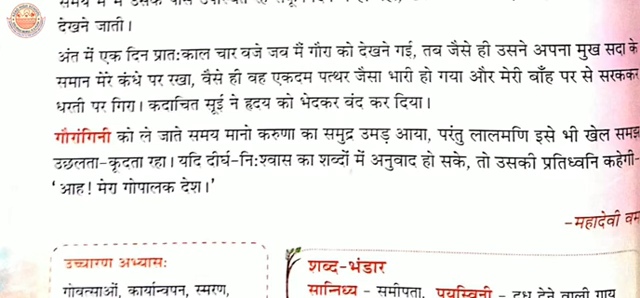 देखने जाती।
अंत में एक दिन प्रात:काल चार बजे जब मैं गौरा को देखने गई, तब जैसे ही उसने अपना मुख सदा के
समान मेरे कंधे पर रखा, वैसे ही वह एकदम पत्थर जैसा भारी हो गया और मेरी बाँह पर से सरककर
धरती पर गिरा। कदाचित सूई ने हृदय को भेदकर बंद कर दिया।
गौरांगिनी को ले जाते समय मानो करुणा का समुद्र उमड़ आया, परंतु लालमणि इसे भी खेल समझ
उछलता-कूदता रहा। यदि दीर्घ-नि:श्वास का शब्दों में अनुवाद हो सके, तो उसकी प्रतिध्वनि कहेगी-
'आह! मेरा गोपालक देश।'
-महादेवी वर्म
उच्चारण अभ्यास:
शब्द-भंडार
गोवत्साओं, कार्यान्वयन, स्मरण,
सान्निध्य - समीपता, पयस्विनी - दूध देने वाली गाय